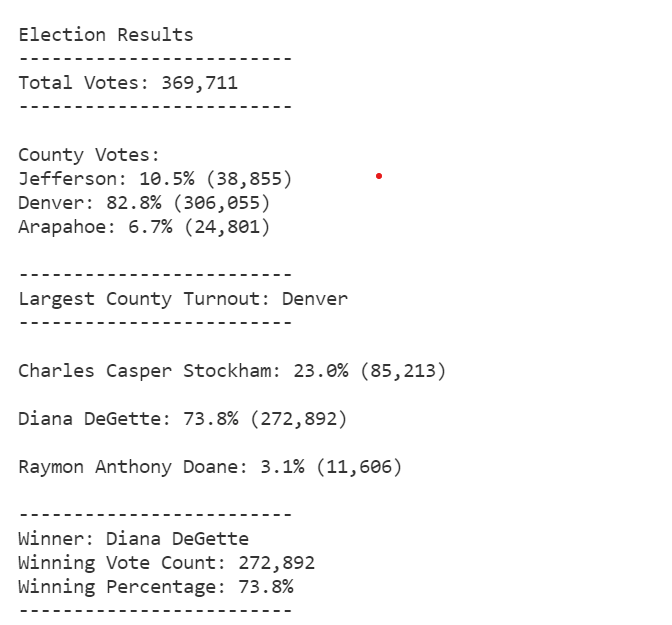 Election Results
-------------------------
Total Votes: 369,711
-------------------------
County Votes:
Jefferson: 10.5% (38,855)
Denver: 82.8% (306,055)
Arapahoe: 6.7% (24,801)
-------------------------
Largest County Turnout: Denver
-------------------------
Charles Casper Stockham: 23.0% (85,213)
Diana DeGette: 73.8% (272,892)
Raymon Anthony Doane: 3.1% (11,606)
-------------------------
Winner: Diana DeGette
Winning Vote Count: 272,892
Winning Percentage: 73.8%
-------------------------